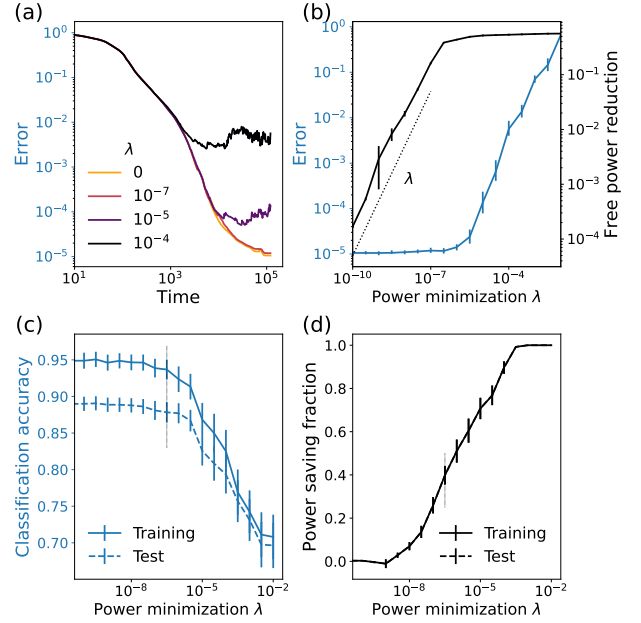 (a)
10^0
10^-1
10^-2
10^-3
10^-4
10^-5
Error
λ
0
10^-7
10^-5
10^-4
10^1
10^3
10^5
Time
(b)
10^0
10^-1
10^-2
10^-3
10^-4
10^-5
Error
λ
10^-1
10^-2
10^-3
10^-4
Free power reduction
10^-10
10^-7
10^-4
Power minimization λ
(c)
0.95
0.90
0.85
0.80
0.75
0.70
Classification accuracy
Training
Test
10^-8
10^-5
10^-2
Power minimization λ
(d)
1.0
0.8
0.6
0.4
0.2
0.0
Power saving fraction
Training
Test
10^-8
10^-5
10^-2
Power minimization λ